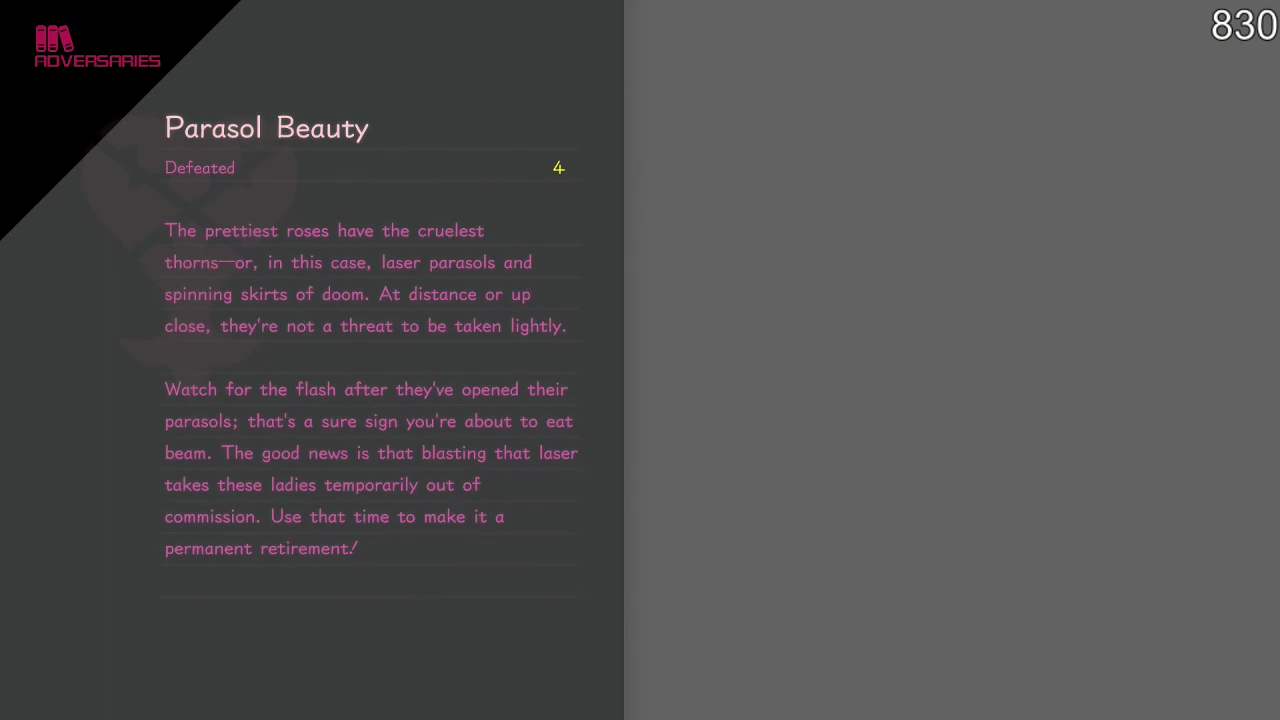 830
ADVERSARIES
Parasol Beauty
Defeated 4
The prettiest roses have the cruelest
thorns—or, in this case, laser parasols and
spinning skirts of doom. At distance or up
close, they're not a threat to be taken lightly.
Watch for the flash after they've opened their
parasols; that's a sure sign you're about to eat
beam. The good news is that blasting that laser
takes these ladies temporarily out of
commission. Use that time to make it a
permanent retirement!